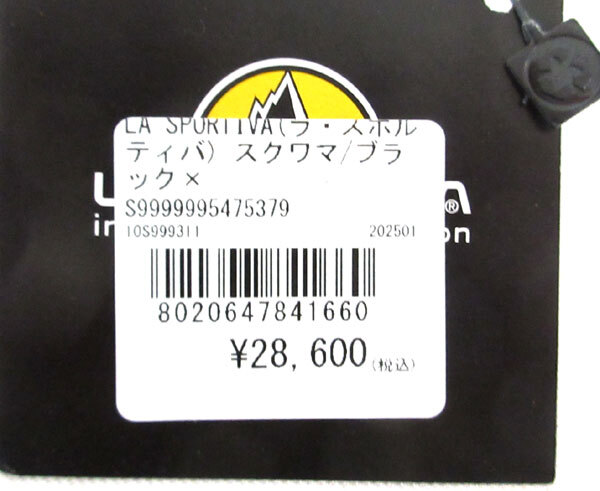 LA SPORTIVA(ラ・スポル
ティバ) スクワマ/ブラ
ック×
S9999995475379
10S999311 202501
8020647841660
¥28,600(税込)